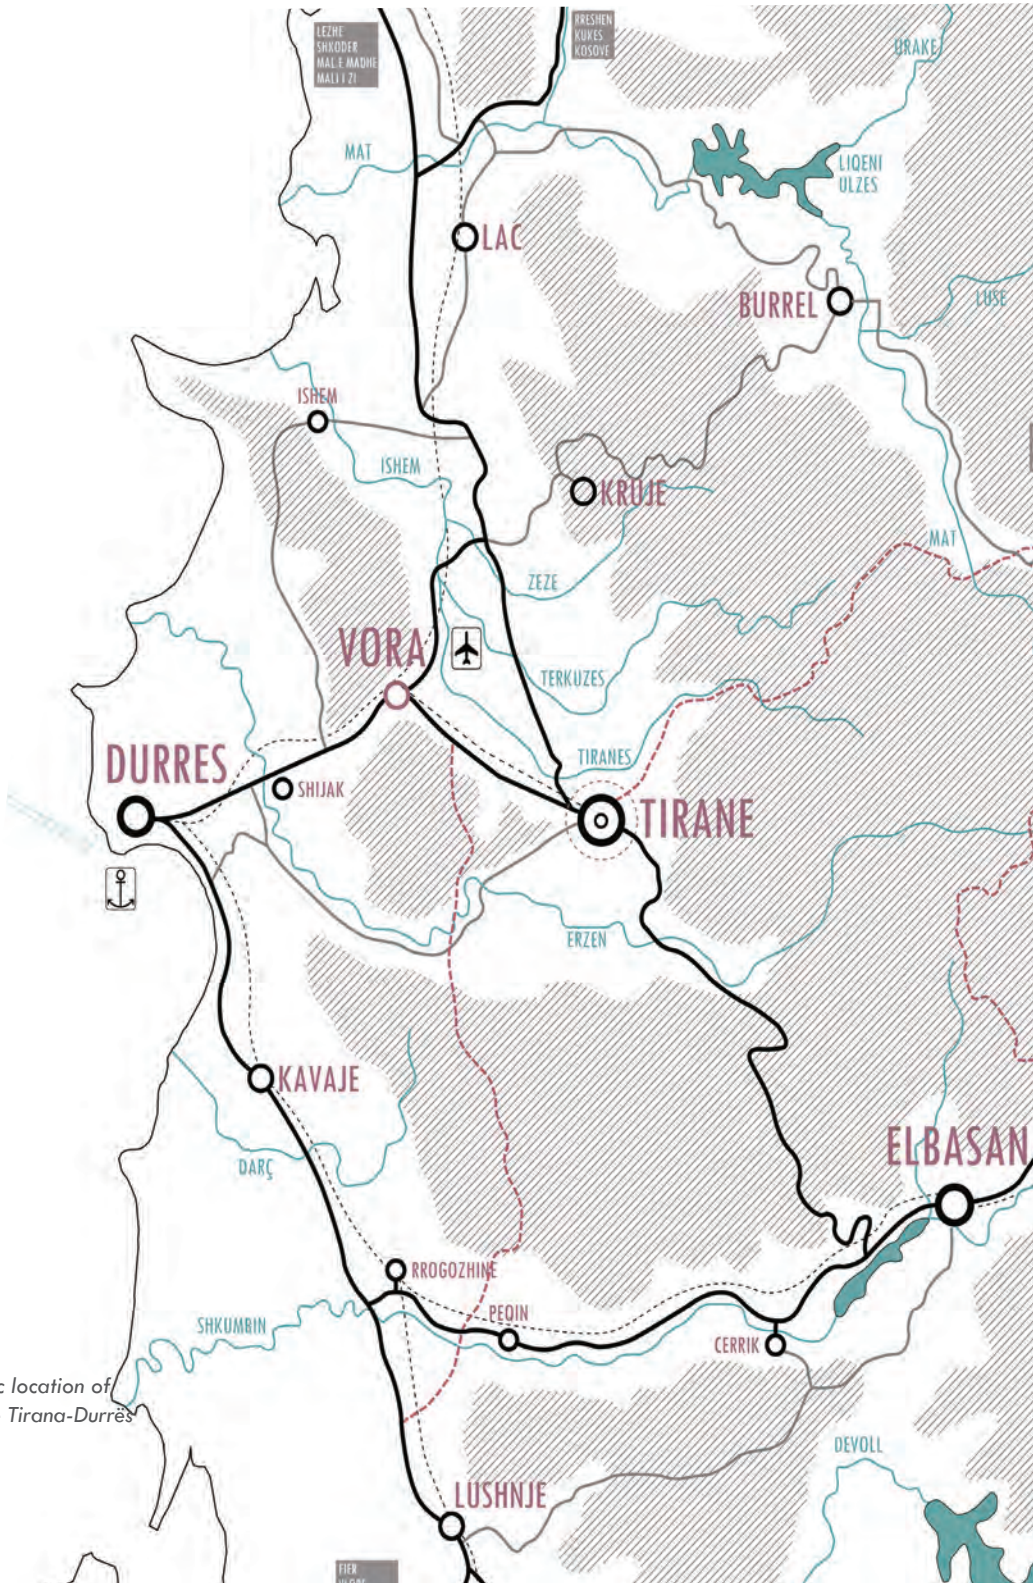 LEZHE
SHKODER
MAL E MADHE
MALI I ZI
RRESHEN
KUKES
KOSOVE
URAKE
MAT
LIQENI
ULZES
LAC
BURREL
LUSE
ISHEM
ISHEM
KRUJE
MAT
ZEZE
VORA
TERKUZES
DURRES
TIRANES
SHIJAK
TIRANE
ERZEN
KAVAJE
ELBASAN
DARÇ
RROGOZHINE
SHKUMBIN
PEQIN
CERRIK
c location of
Tirana-Durrës
DEVOLL
LUSHNJE
FIER